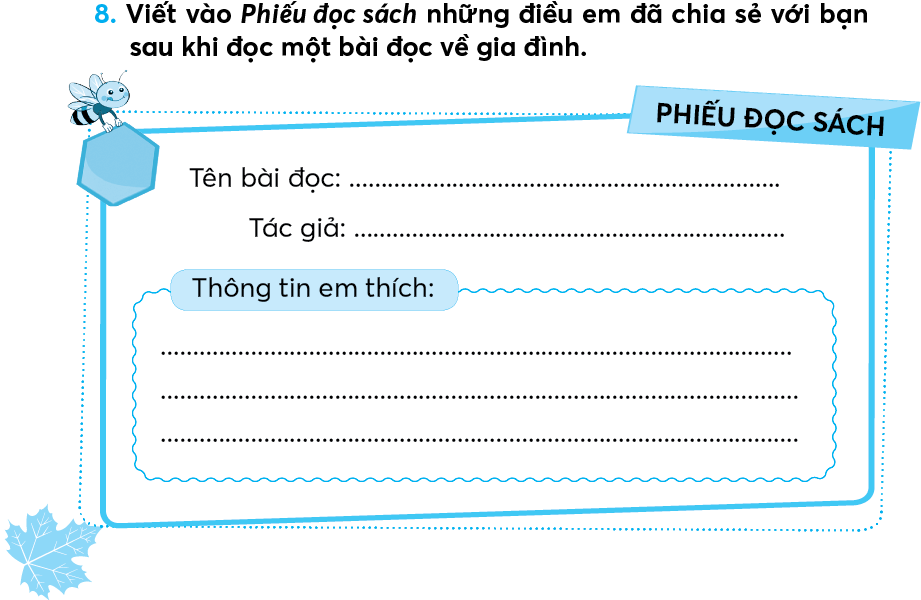 8. Viết vào Phiếu đọc sách những điều em đã chia sẻ với bạn
sau khi đọc một bài đọc về gia đình.
PHIẾU ĐỌC SÁCH
Tên bài đọc: ..................................................................
Tác giả: ..................................................................
Thông tin em thích:
.................................................................................................
..................................................................................................
..................................................................................................